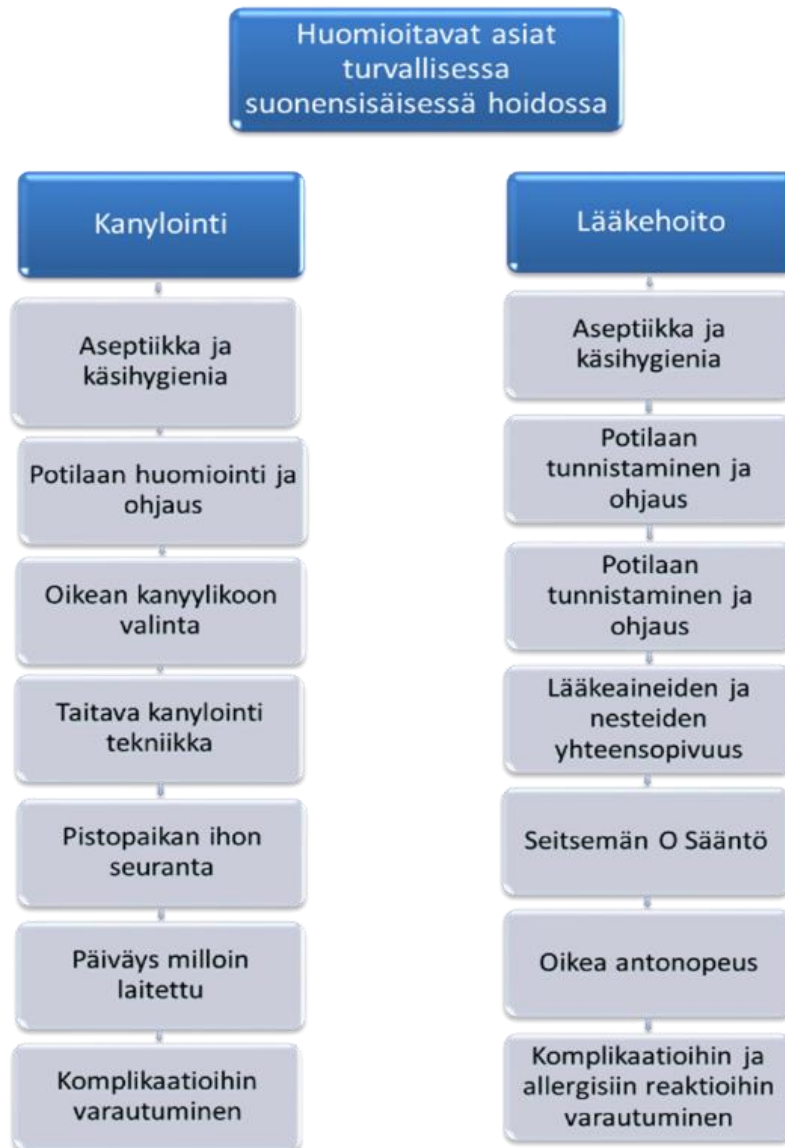 Huomioitavat asiat
turvallisessa
suonensisäisessä hoidossa
Kanylointi
Aseptiikka ja
käsihygienia
Potilaan huomiointi ja
ohjaus
Oikean kanyylikoon
valinta
Taitava kanylointi
tekniikka
Pistopaikan ihon
seuranta
Päiväys milloin
laitettu
Komplikaatioihin
varautuminen
Lääkehoito
Aseptiikka ja
käsihygienia
Potilaan
tunnistaminen ja
ohjaus
Potilaan
tunnistaminen ja
ohjaus
Lääkeaineiden ja
nesteiden
yhteensopivuus
Seitsemän O Sääntö
Oikea antonopeus
Komplikaatioihin ja
allergisiin reaktioihin
varautuminen